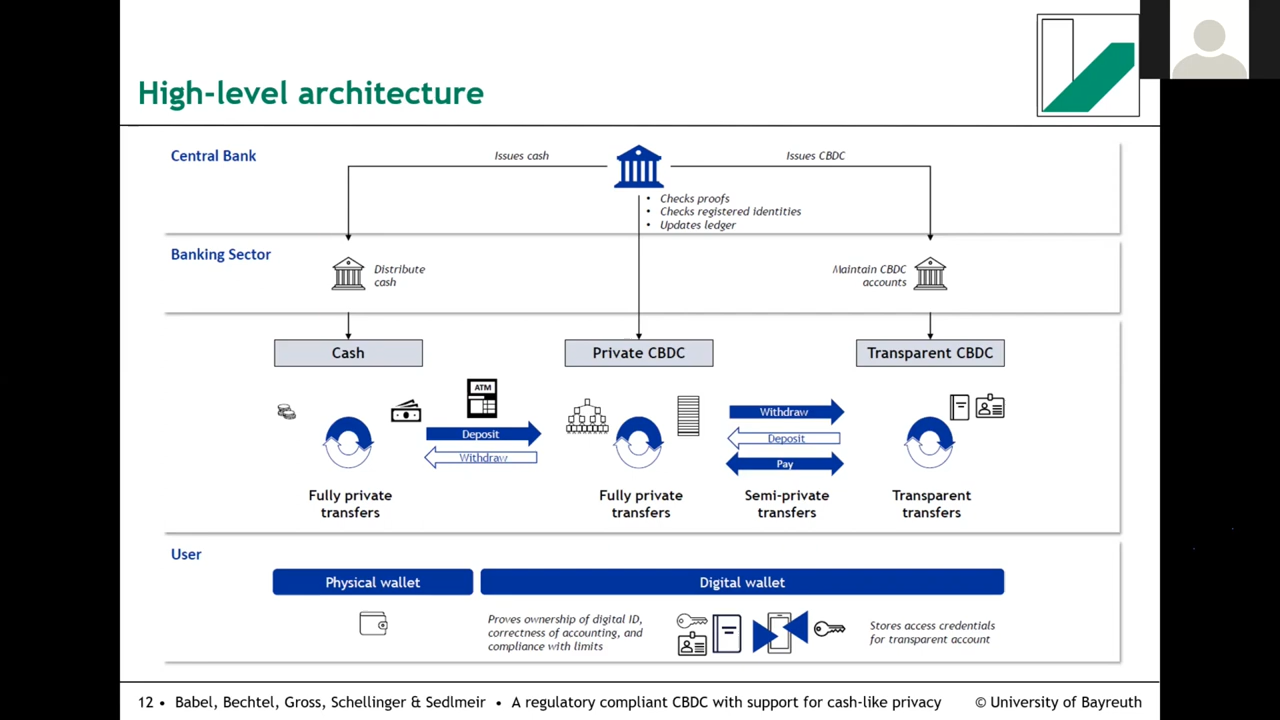 High-level architecture
Central Bank
Issues cash
Issues CBDC
• Checks proofs
• Checks registered identities
• Updates ledger
Banking Sector
Distribute
cash
Maintain CBDC
accounts
Cash
Private CBDC
Transparent CBDC
ATM
Deposit
Withdraw
Withdraw
Deposit
Pay
Fully private
transfers
Fully private
transfers
Semi-private
transfers
Transparent
transfers
User
Physical wallet
Digital wallet
Proves ownership of digital ID,
correctness of accounting, and
compliance with limits
Stores access credentials
for transparent account
12 • Babel, Bechtel, Gross, Schellinger & Sedlmeir • A regulatory compliant CBDC with support for cash-like privacy © University of Bayreuth